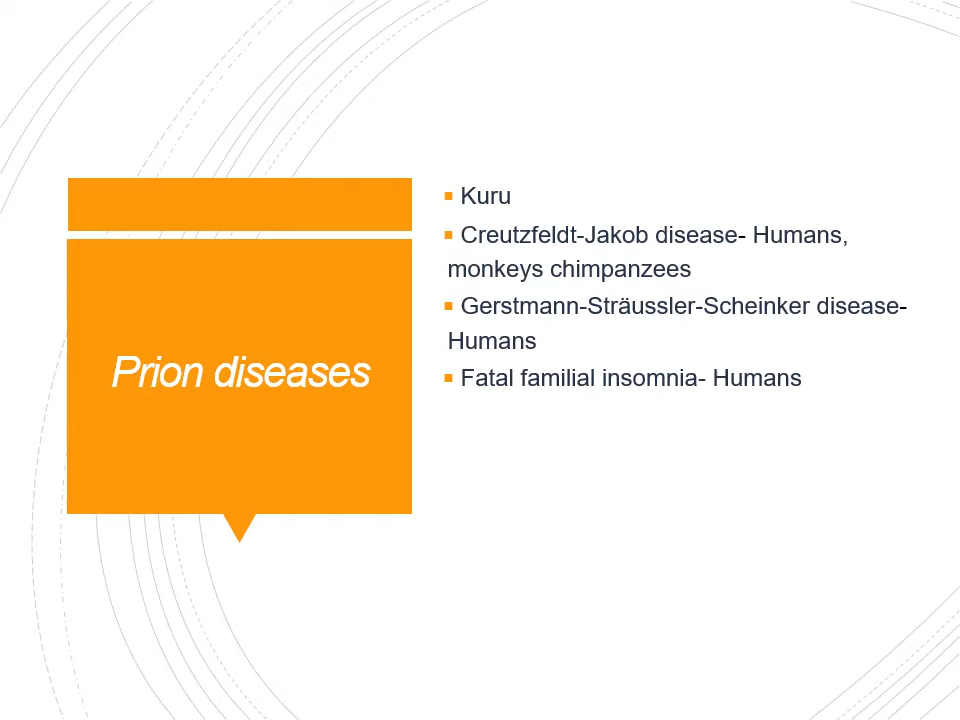 Prion diseases
Kuru
Creutzfeldt-Jakob disease- Humans,
monkeys chimpanzees
Gerstmann-Sträussler-Scheinker disease-
Humans
Fatal familial insomnia- Humans